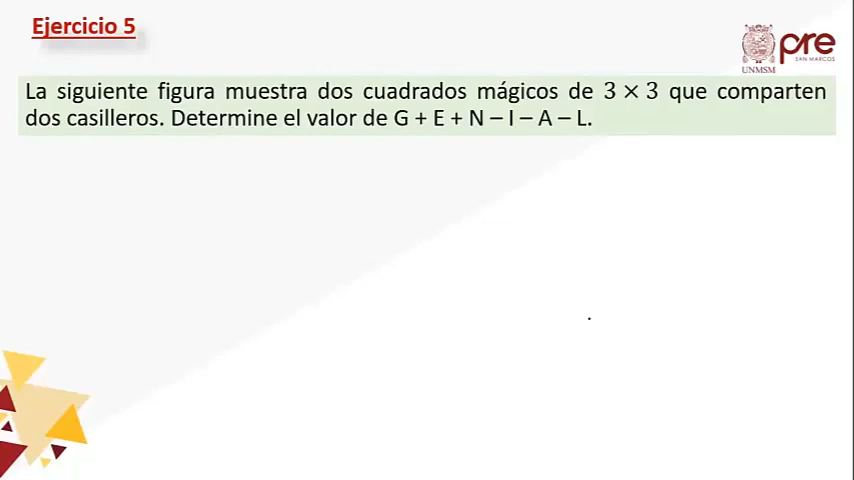 Ejercicio 5
UNMSM
pre
SAN MARCOS
La siguiente figura muestra dos cuadrados mágicos de 3 × 3 que comparten
dos casilleros. Determine el valor de G + E + N – I – A – L.